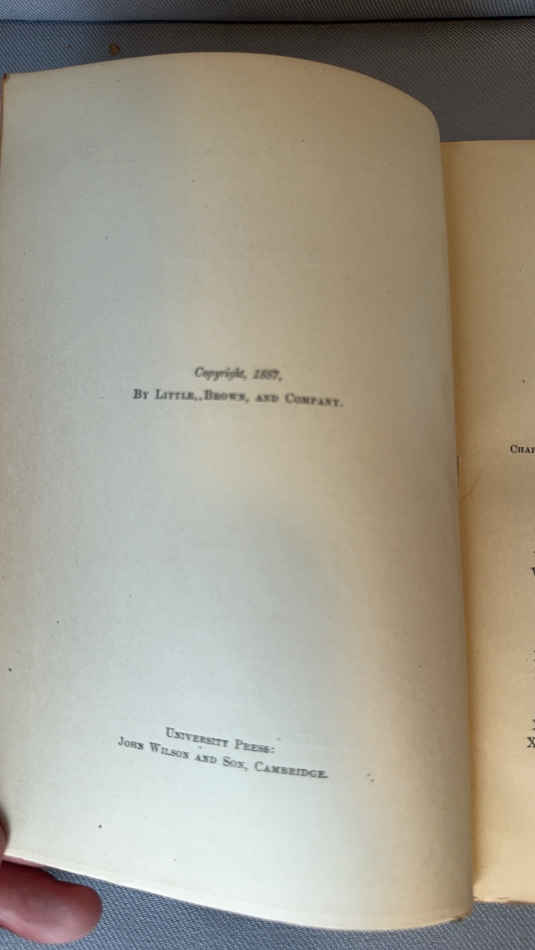 Copyright, 1887,
BY LITTLE, BROWN, AND COMPANY.
UNIVERSITY PRESS:
JOHN WILSON AND SON, CAMBRIDGE.